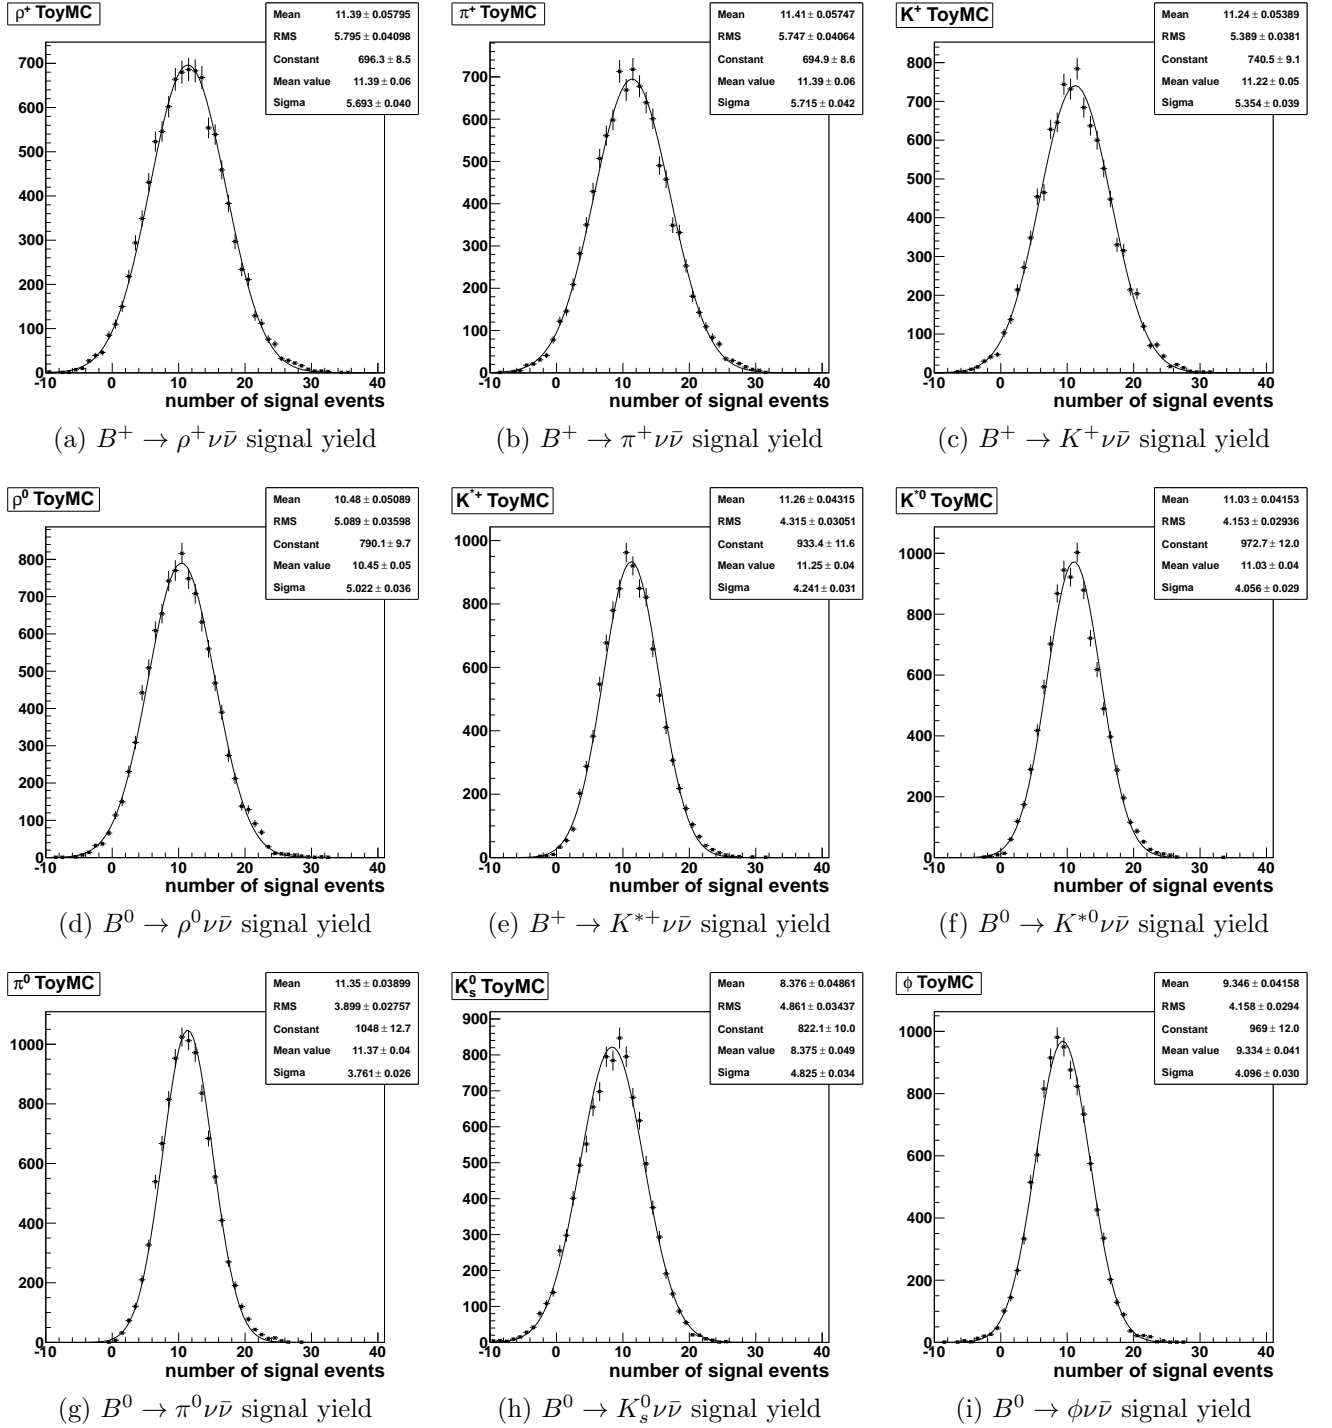 ρ⁺ ToyMC
Mean 11.39 ± 0.05795
RMS 5.795 ± 0.04098
Constant 696.3 ± 8.5
Mean value 11.39 ± 0.06
Sigma 5.693 ± 0.040
700
600
500
400
300
200
100
0
-10 0 10 20 30 40
number of signal events
(a) B⁺ → ρ⁺νν̄ signal yield
π⁺ ToyMC
Mean 11.41 ± 0.05747
RMS 5.747 ± 0.04064
Constant 694.9 ± 8.6
Mean value 11.39 ± 0.06
Sigma 5.715 ± 0.042
700
600
500
400
300
200
100
0
-10 0 10 20 30 40
number of signal events
(b) B⁺ → π⁺νν̄ signal yield
K⁺ ToyMC
Mean 11.24 ± 0.05389
RMS 5.389 ± 0.0381
Constant 740.5 ± 9.1
Mean value 11.22 ± 0.05
Sigma 5.354 ± 0.039
800
700
600
500
400
300
200
100
0
-10 0 10 20 30 40
number of signal events
(c) B⁺ → K⁺νν̄ signal yield
ρ⁰ ToyMC
Mean 10.48 ± 0.05089
RMS 5.089 ± 0.03598
Constant 790.1 ± 9.7
Mean value 10.45 ± 0.05
Sigma 5.022 ± 0.036
800
700
600
500
400
300
200
100
0
-10 0 10 20 30 40
number of signal events
(d) B⁰ → ρ⁰νν̄ signal yield
K*⁺ ToyMC
Mean 11.26 ± 0.04315
RMS 4.315 ± 0.03051
Constant 933.4 ± 11.6
Mean value 11.25 ± 0.04
Sigma 4.241 ± 0.031
1000
800
600
400
200
0
-10 0 10 20 30 40
number of signal events
(e) B⁺ → K*⁺νν̄ signal yield
K*⁰ ToyMC
Mean 11.03 ± 0.04153
RMS 4.153 ± 0.02936
Constant 972.7 ± 12.0
Mean value 11.03 ± 0.04
Sigma 4.056 ± 0.029
1000
800
600
400
200
0
-10 0 10 20 30 40
number of signal events
(f) B⁰ → K*⁰νν̄ signal yield
π⁰ ToyMC
Mean 11.35 ± 0.03899
RMS 3.899 ± 0.02757
Constant 1048 ± 12.7
Mean value 11.37 ± 0.04
Sigma 3.761 ± 0.026
1000
800
600
400
200
0
-10 0 10 20 30 40
number of signal events
(g) B⁰ → π⁰νν̄ signal yield
K⁰ₛ ToyMC
Mean 8.376 ± 0.04861
RMS 4.861 ± 0.03437
Constant 822.1 ± 10.0
Mean value 8.375 ± 0.049
Sigma 4.825 ± 0.034
900
800
700
600
500
400
300
200
100
0
-10 0 10 20 30 40
number of signal events
(h) B⁰ → K⁰ₛνν̄ signal yield
ϕ ToyMC
Mean 9.346 ± 0.04158
RMS 4.158 ± 0.0294
Constant 969 ± 12.0
Mean value 9.334 ± 0.041
Sigma 4.096 ± 0.030
1000
800
600
400
200
0
-10 0 10 20 30 40
number of signal events
(i) B⁰ → ϕνν̄ signal yield